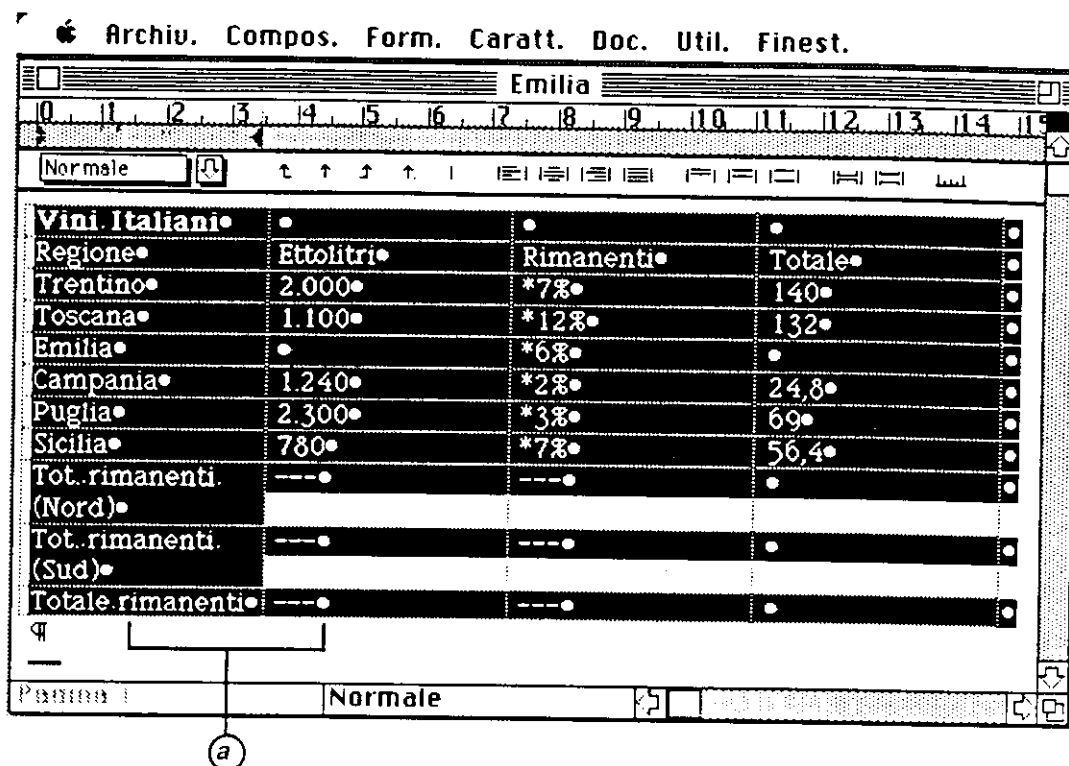 Archiv. Compos. Form. Caratt. Doc. Util. Finest.
Emilia
0 1 2 3 4 5 6 7 8 9 10 11 12 13 14 15
Normale
Vini Italiani
Regione Ettolitri Rimanenti Totale
Trentino 2.000 *7% 140
Toscana 1.100 *12% 132
Emilia *6%
Campania 1.240 *2% 24,8
Puglia 2.300 *3% 69
Sicilia 780 *7% 56,4
Tot. rimanenti --- ---
(Nord)
Tot. rimanenti --- ---
(Sud)
Totale rimanenti --- ---
¶
Pagina 1 Normale
a